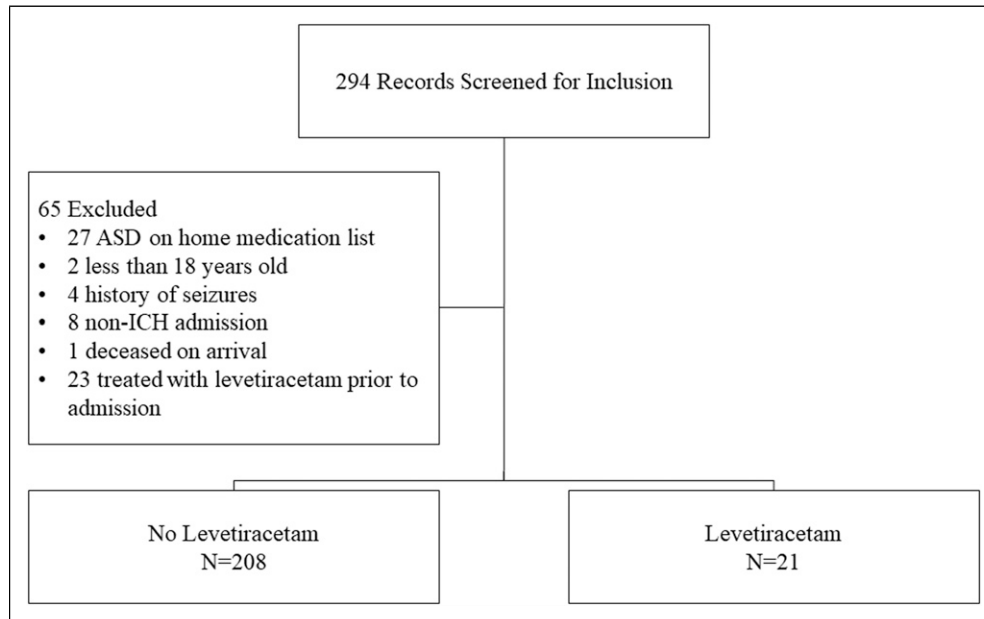 294 Records Screened for Inclusion
65 Excluded
• 27 ASD on home medication list
• 2 less than 18 years old
• 4 history of seizures
• 8 non-ICH admission
• 1 deceased on arrival
• 23 treated with levetiracetam prior to
admission
No Levetiracetam
N=208
Levetiracetam
N=21